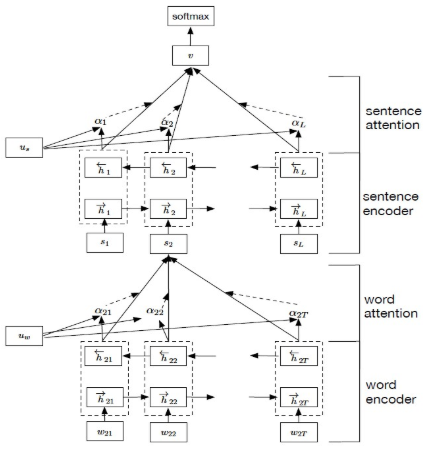 softmax
v
α1 α2 αL
sentence
attention
us
←h1 ←h2 ←hL
sentence
encoder
→h1 →h2 →hL
s1 s2 sL
α21 α22 α2T
word
attention
uw
←h21 ←h22 ←h2T
word
encoder
→h21 →h22 →h2T
w21 w22 w2T